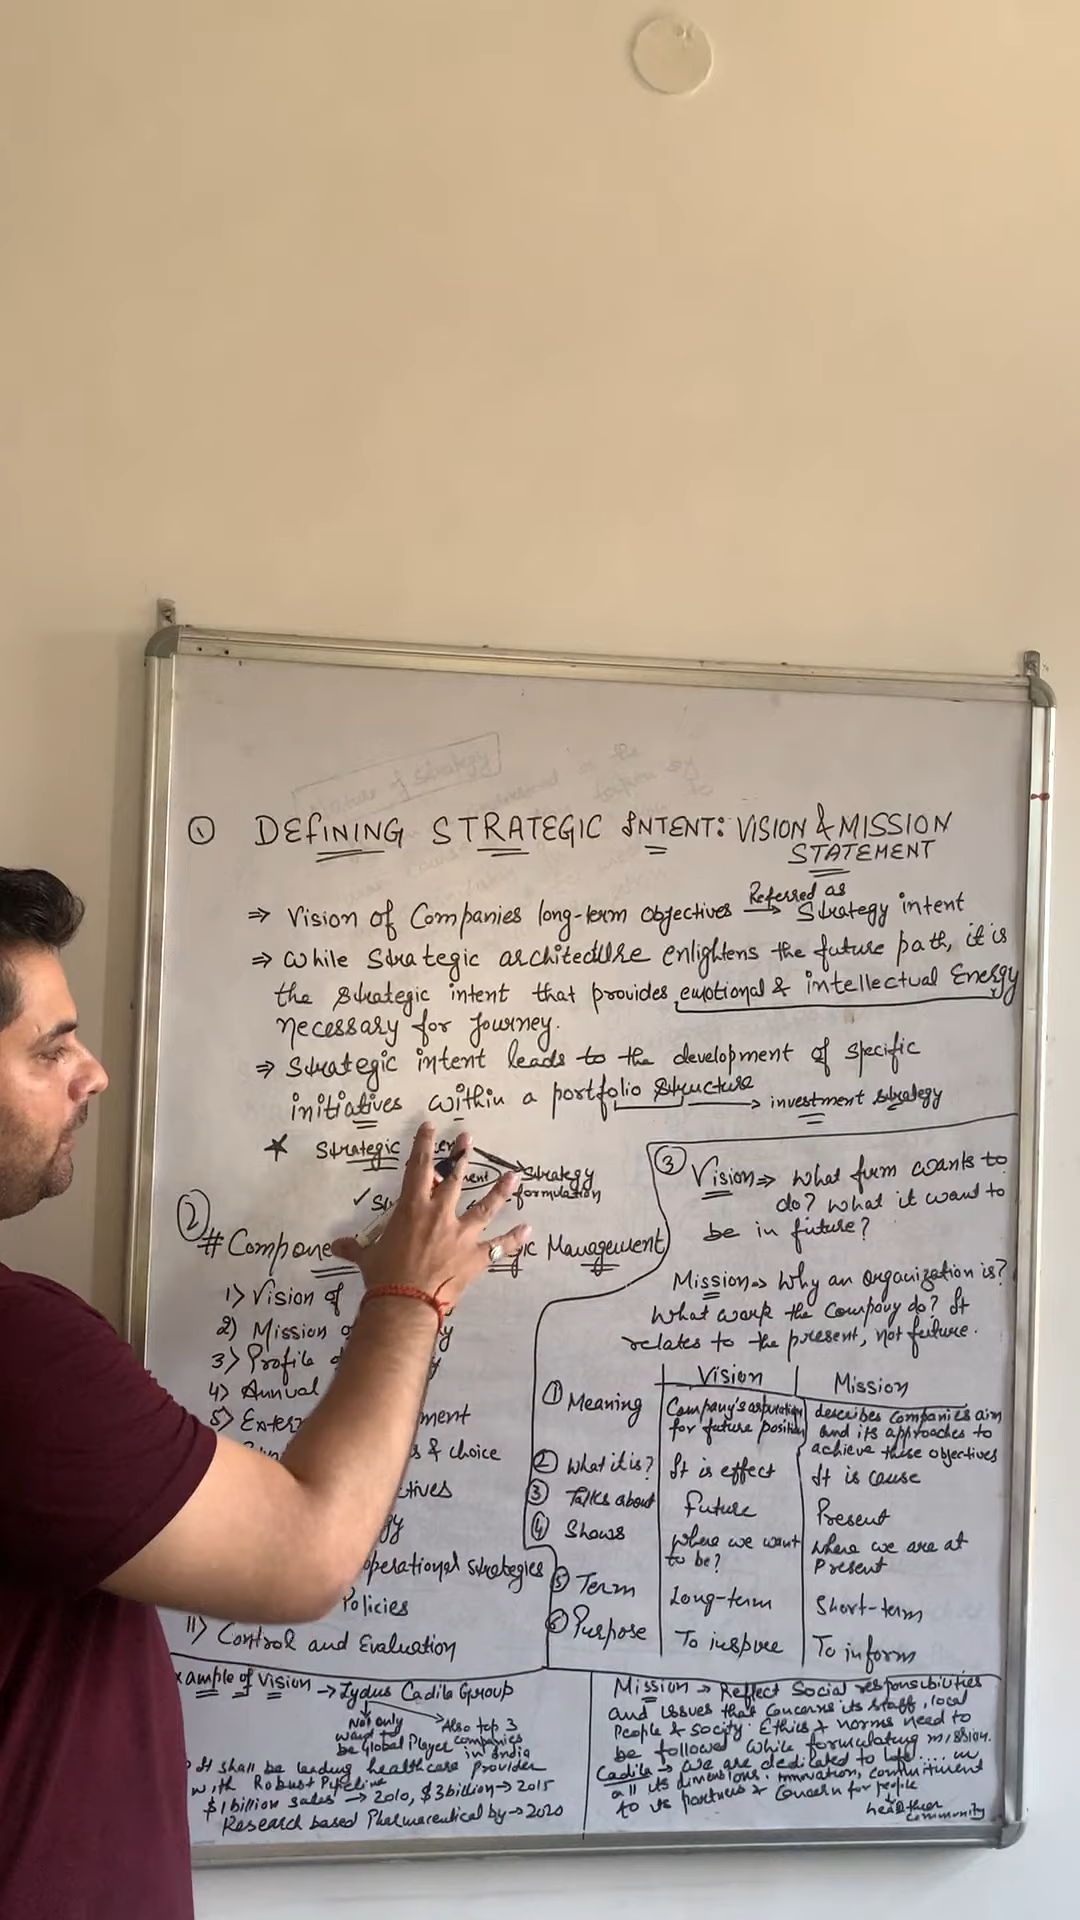 ① DEFINING STRATEGIC INTENT: VISION & MISSION
STATEMENT
⇒ Vision of Companies long-term objectives → Referred as Strategy intent
⇒ While Strategic architecture enlightens the future path, it is
the strategic intent that provides emotional & intellectual Energy
necessary for Journey.
⇒ Strategic intent leads to the development of specific
initiatives within a portfolio structure → investment strategy
★ Strategic
Strategy
formulation
②
# Compone Management
1) Vision of
2) Mission
3) Profile
4) Annual
5) Exter ment
s & choice
ctives
gy
operational strategies
Policies
11) Control and Evaluation
③ Vision ⇒ What firm wants to
do? What it want to
be in future?
Mission ⇒ Why an organization is?
What work the company do? It
relates to the present, not future.
Vision | Mission
① Meaning | Company's aspiration for future position | describes companies aim and its approaches to achieve these objectives
② What it is? | It is effect | It is cause
③ Talks about | Future | Present
④ Shows | Where we want to be? | Where we are at Present
⑤ Term | Long-term | Short-term
⑥ Purpose | To inspire | To inform
xample of Vision → Zydus Cadila Group
Not only
want to
be Global Player
Also top 3
companies
in India
It shall be leading healthcare provider
with Robust Pipeline
$1 billion sales → 2010, $3 billion → 2015
Research based Pharmaceutical by → 2020
Mission → Reflect Social responsibilities
and issues that concerns its staff, local
People & socity. Ethics & norms need to
be followed while formulating mission.
Cadila → We are dedicated to life.... in
all its dimensions. innovation, commitment
to its partners & concern for people
healthier
community